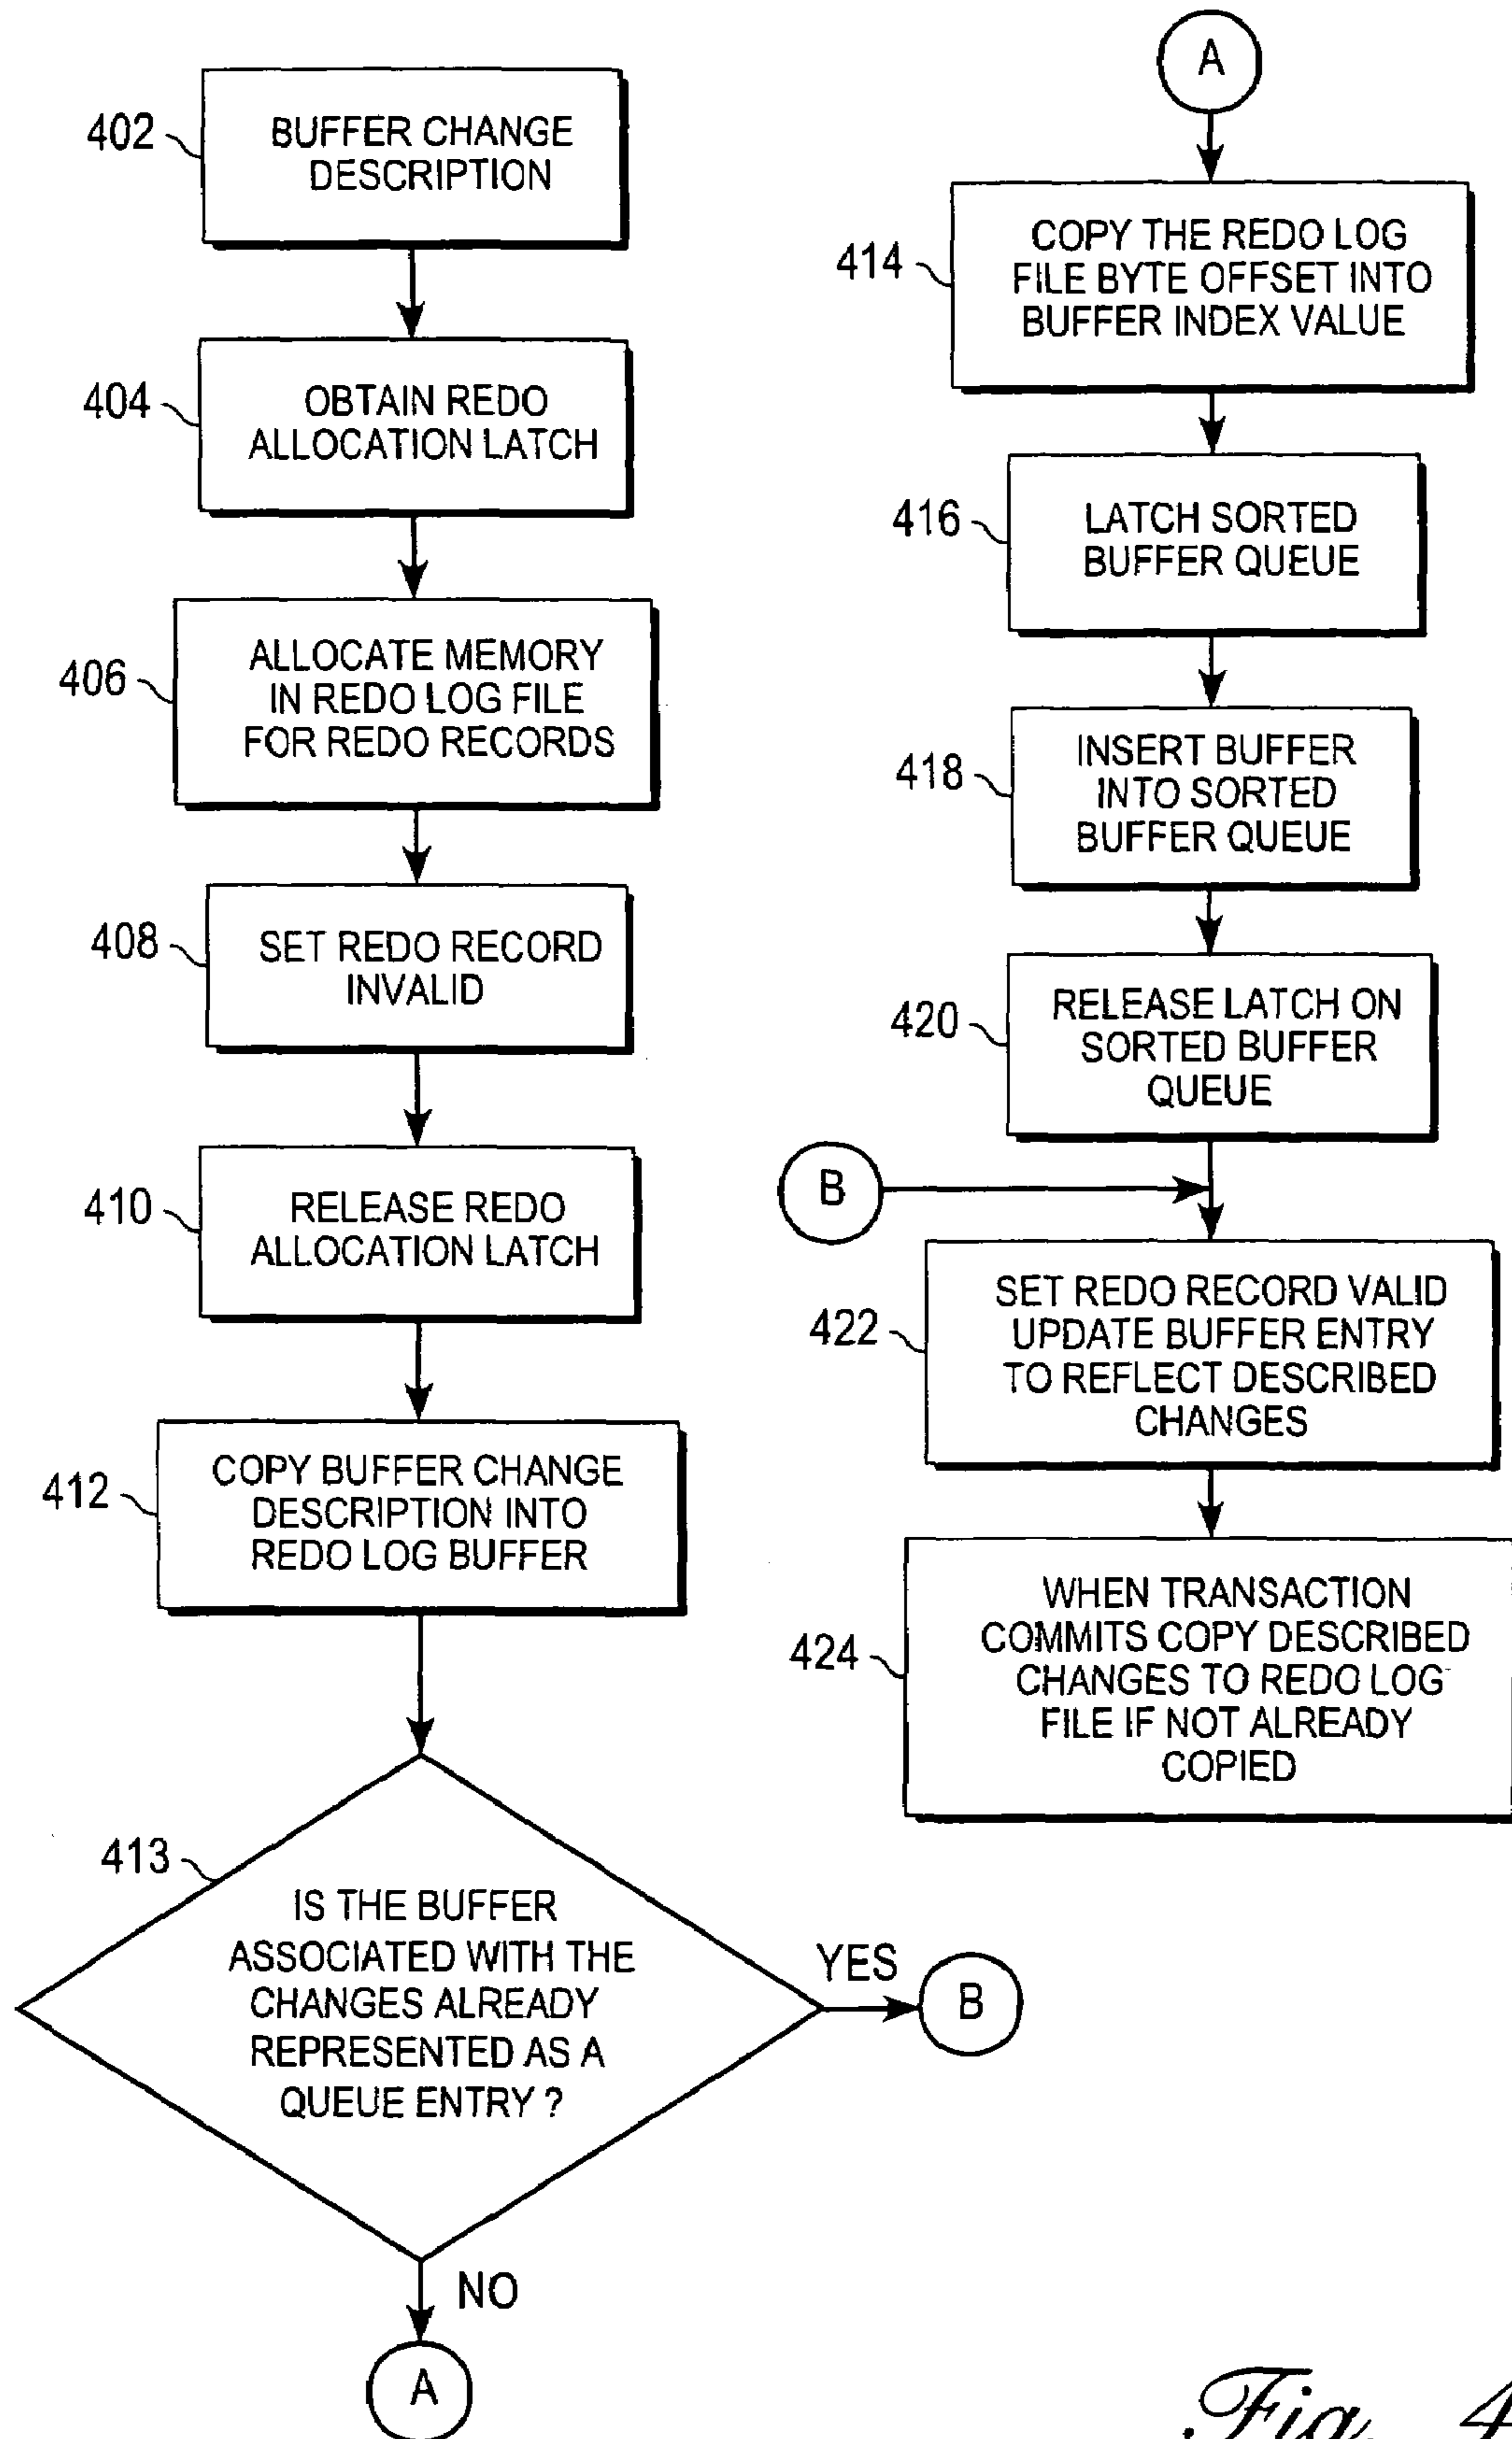 402
BUFFER CHANGE
DESCRIPTION
404
OBTAIN REDO
ALLOCATION LATCH
406
ALLOCATE MEMORY
IN REDO LOG FILE
FOR REDO RECORDS
408
SET REDO RECORD
INVALID
410
RELEASE REDO
ALLOCATION LATCH
412
COPY BUFFER CHANGE
DESCRIPTION INTO
REDO LOG BUFFER
413
IS THE BUFFER
ASSOCIATED WITH THE
CHANGES ALREADY
REPRESENTED AS A
QUEUE ENTRY ?
YES
B
NO
A
A
414
COPY THE REDO LOG
FILE BYTE OFFSET INTO
BUFFER INDEX VALUE
416
LATCH SORTED
BUFFER QUEUE
418
INSERT BUFFER
INTO SORTED
BUFFER QUEUE
420
RELEASE LATCH ON
SORTED BUFFER
QUEUE
B
422
SET REDO RECORD VALID
UPDATE BUFFER ENTRY
TO REFLECT DESCRIBED
CHANGES
424
WHEN TRANSACTION
COMMITS COPY DESCRIBED
CHANGES TO REDO LOG
FILE IF NOT ALREADY
COPIED
Fig. 4